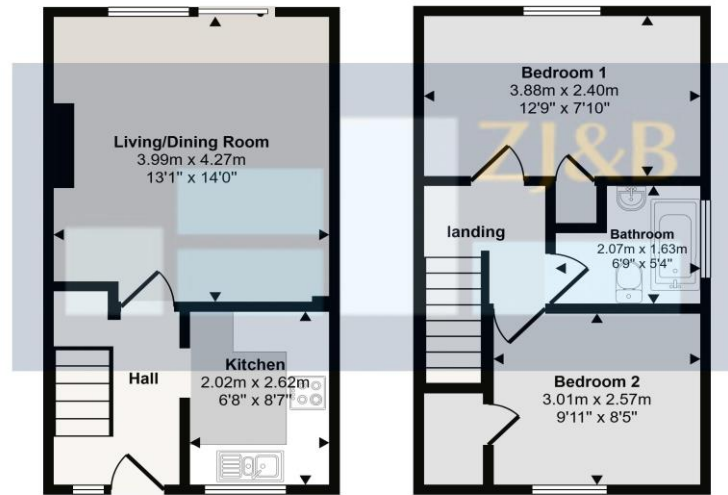 Living/Dining Room
3.99m x 4.27m
13'1" x 14'0"
Hall
Kitchen
2.02m x 2.62m
6'8" x 8'7"
Bedroom 1
3.88m x 2.40m
12'9" x 7'10"
ZJ&B
landing
Bathroom
2.07m x 1.63m
6'9" x 5'4"
Bedroom 2
3.01m x 2.57m
9'11" x 8'5"